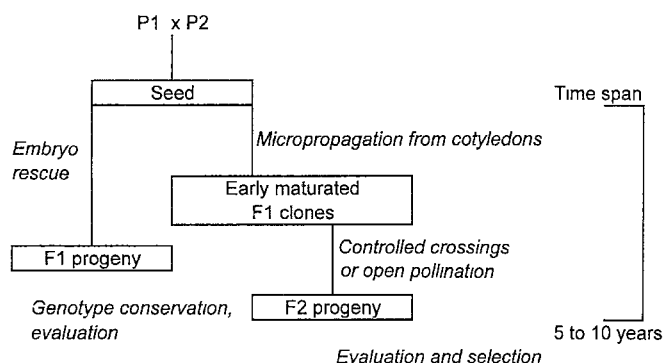 P1 x P2
Seed
Time span
Embryo
rescue
Micropropagation from cotyledons
Early maturated
F1 clones
F1 progeny
Controlled crossings
or open pollination
Genotype conservation,
evaluation
F2 progeny
5 to 10 years
Evaluation and selection